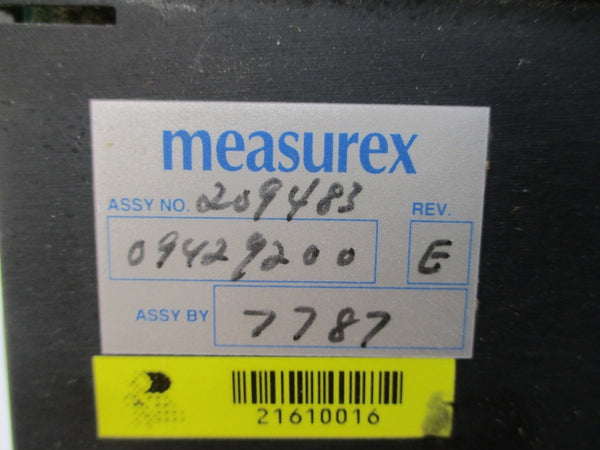 measurex
ASSY NO. 209483 REV.
09429200 E
ASSY BY 7787
21610016